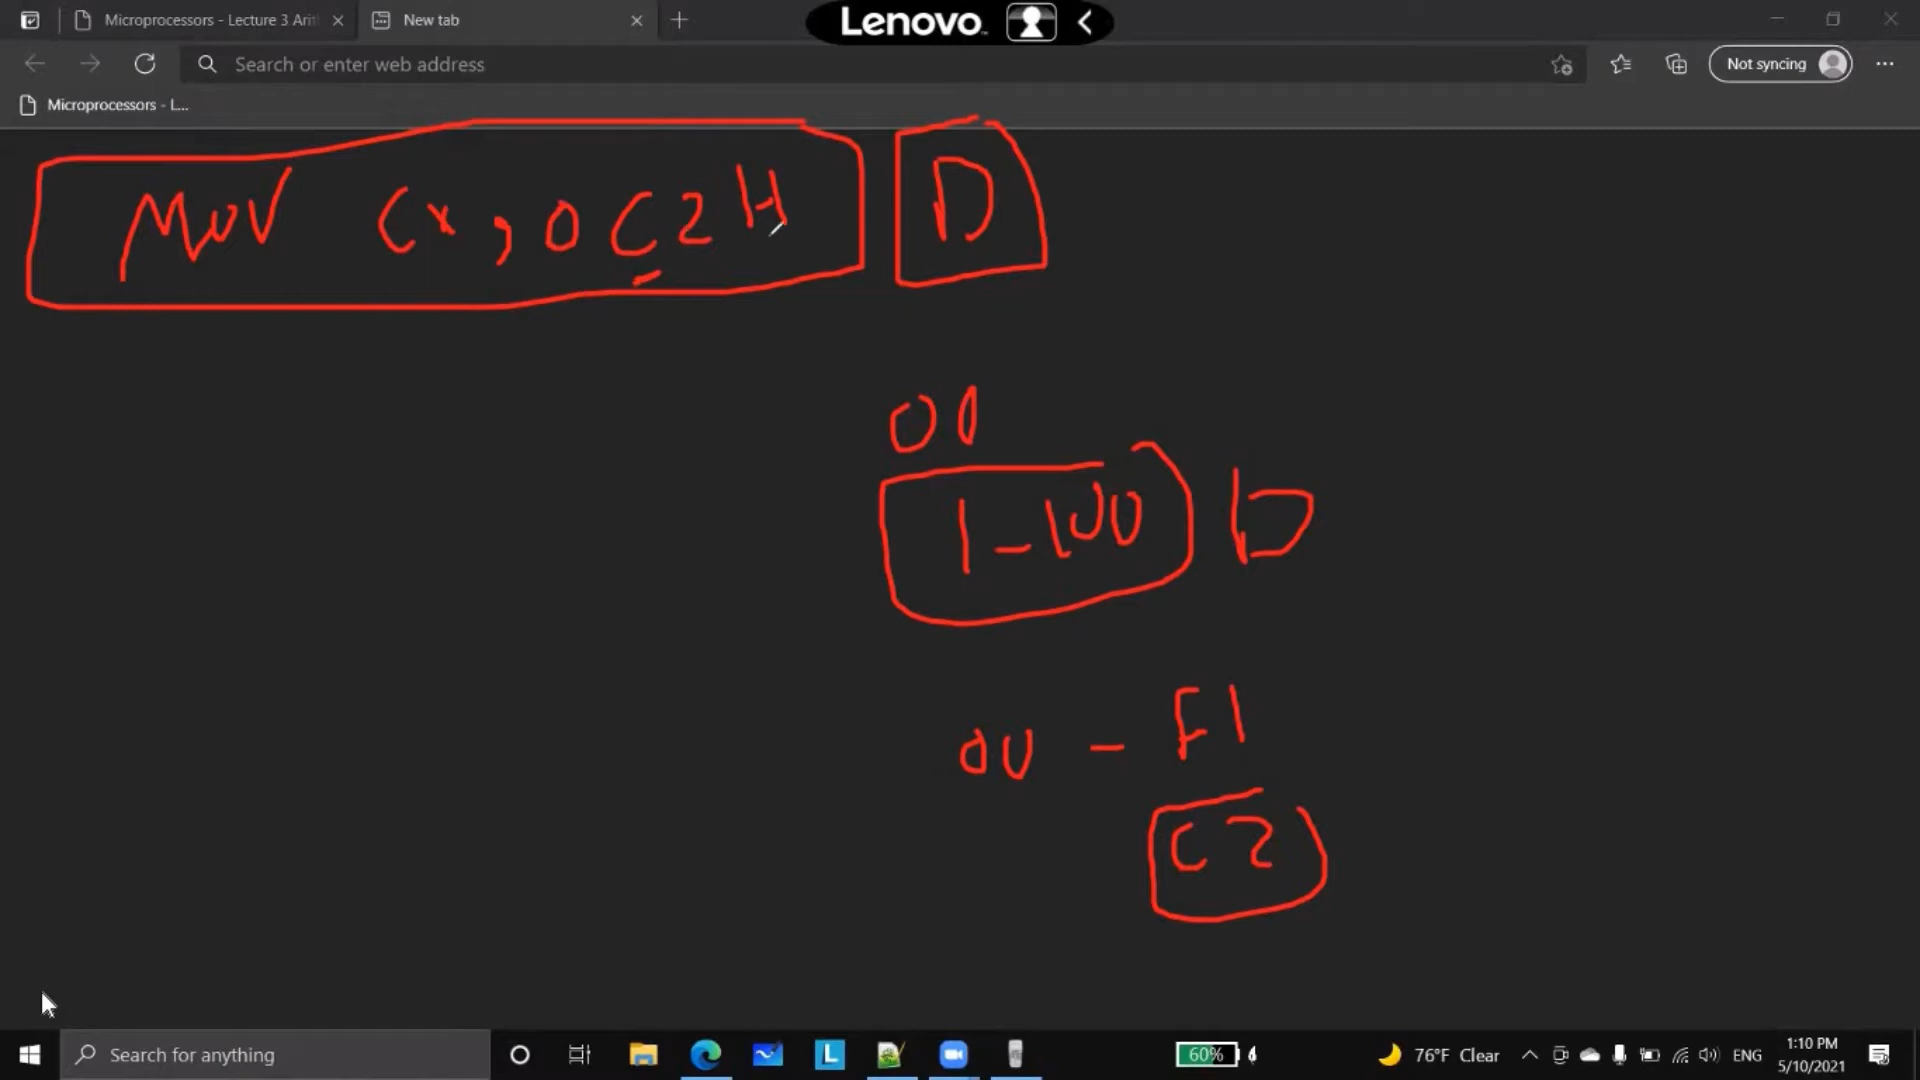 Microprocessors - Lecture 3 Arit
New tab
Lenovo
Search or enter web address
Not syncing
Microprocessors - L...
MOV Cx, 0C2H D
00
1-100 D
00 - F1
C2
Search for anything
L
60%
76°F Clear
ENG
1:10 PM
5/10/2021